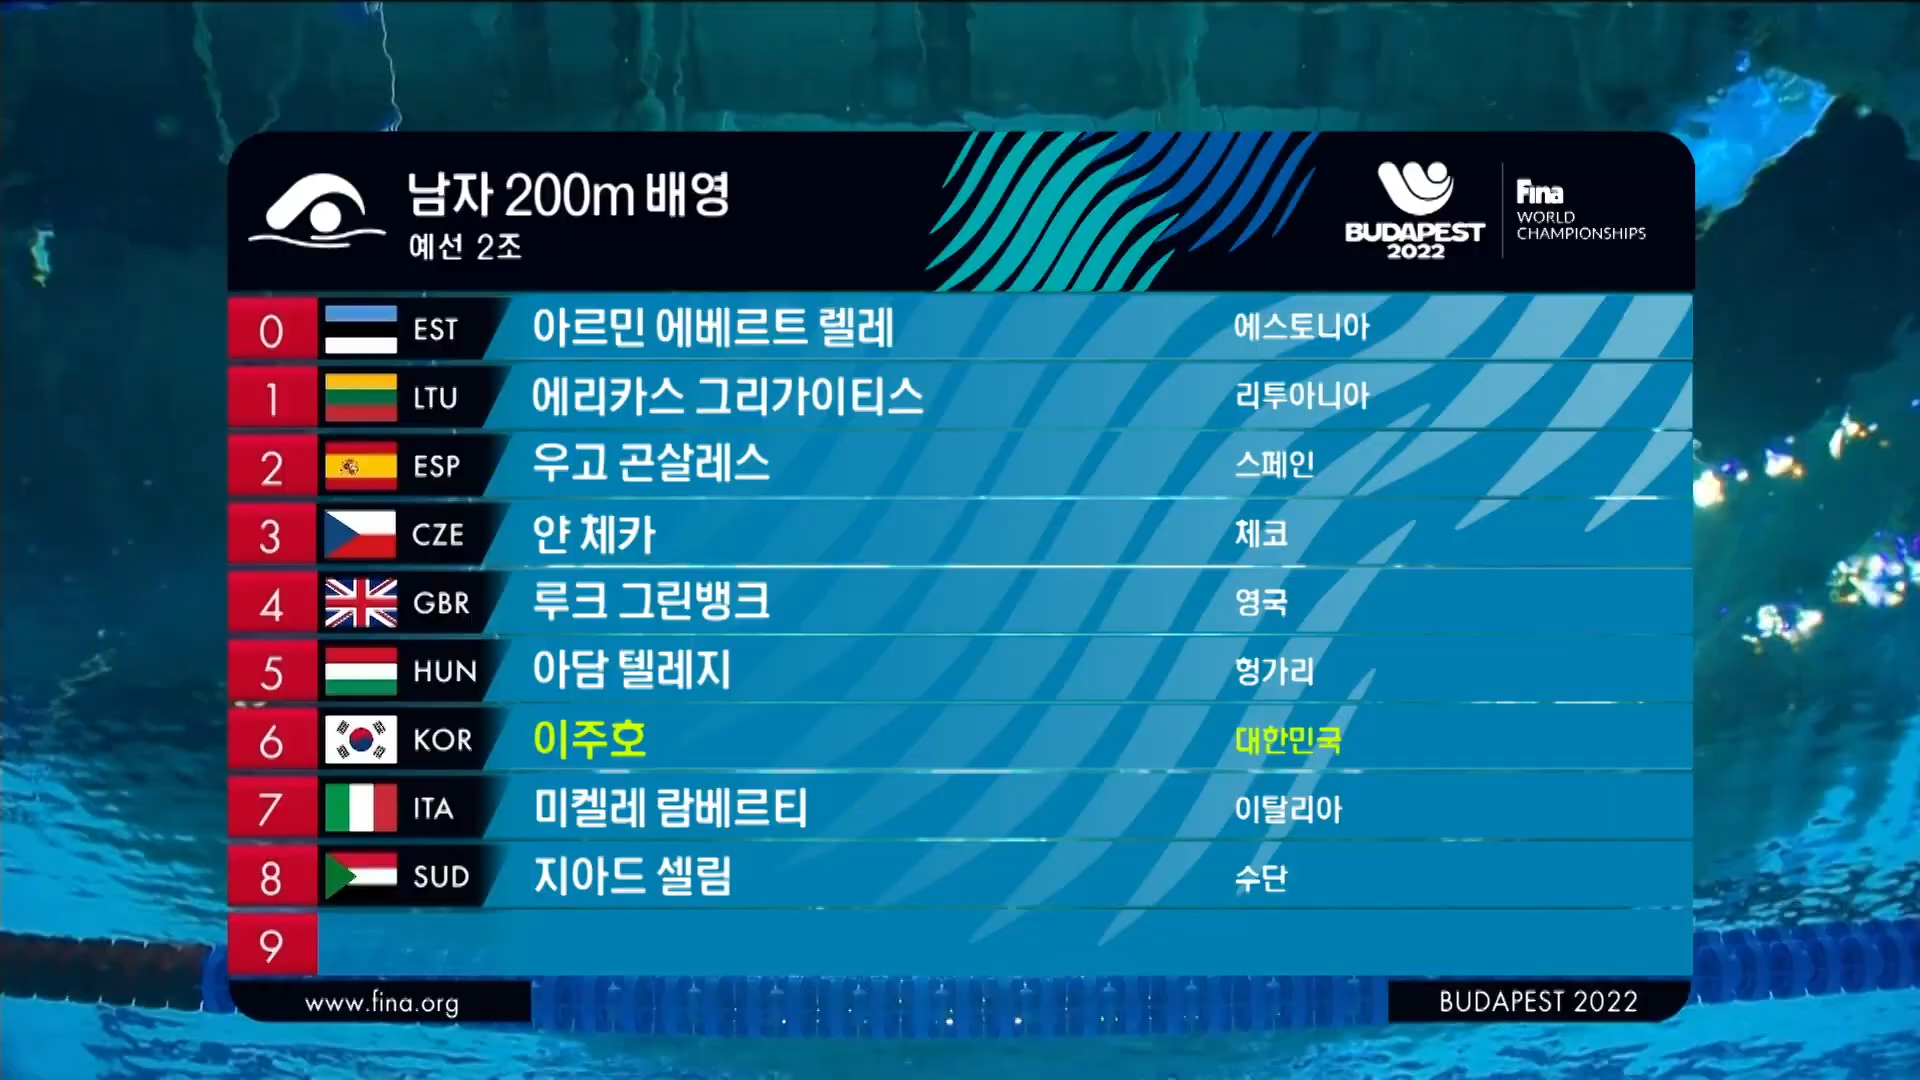 남자 200m 배영
예선 2조
BUDAPEST
2022
Fina
WORLD
CHAMPIONSHIPS
0 EST 아르민 에베르트 렐레 에스토니아
1 LTU 에리카스 그리가이티스 리투아니아
2 ESP 우고 곤살레스 스페인
3 CZE 얀 체카 체코
4 GBR 루크 그린뱅크 영국
5 HUN 아담 텔레지 헝가리
6 KOR 이주호 대한민국
7 ITA 미켈레 람베르티 이탈리아
8 SUD 지아드 셀림 수단
9
www.fina.org BUDAPEST 2022